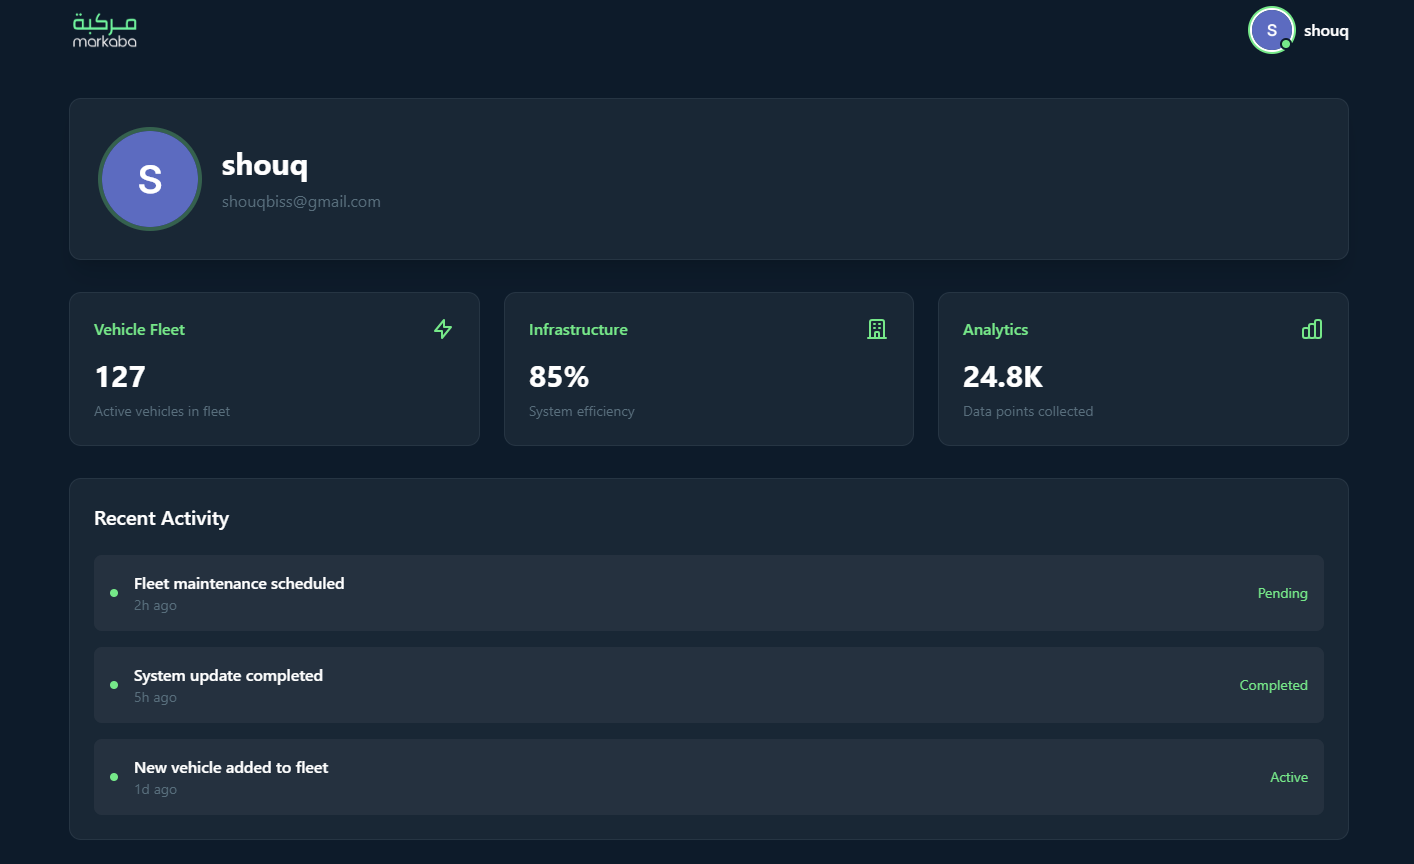 مركبة
markaba
S
shouq
S
shouq
shouqbiss@gmail.com
Vehicle Fleet
127
Active vehicles in fleet
Infrastructure
85%
System efficiency
Analytics
24.8K
Data points collected
Recent Activity
Fleet maintenance scheduled
2h ago
Pending
System update completed
5h ago
Completed
New vehicle added to fleet
1d ago
Active